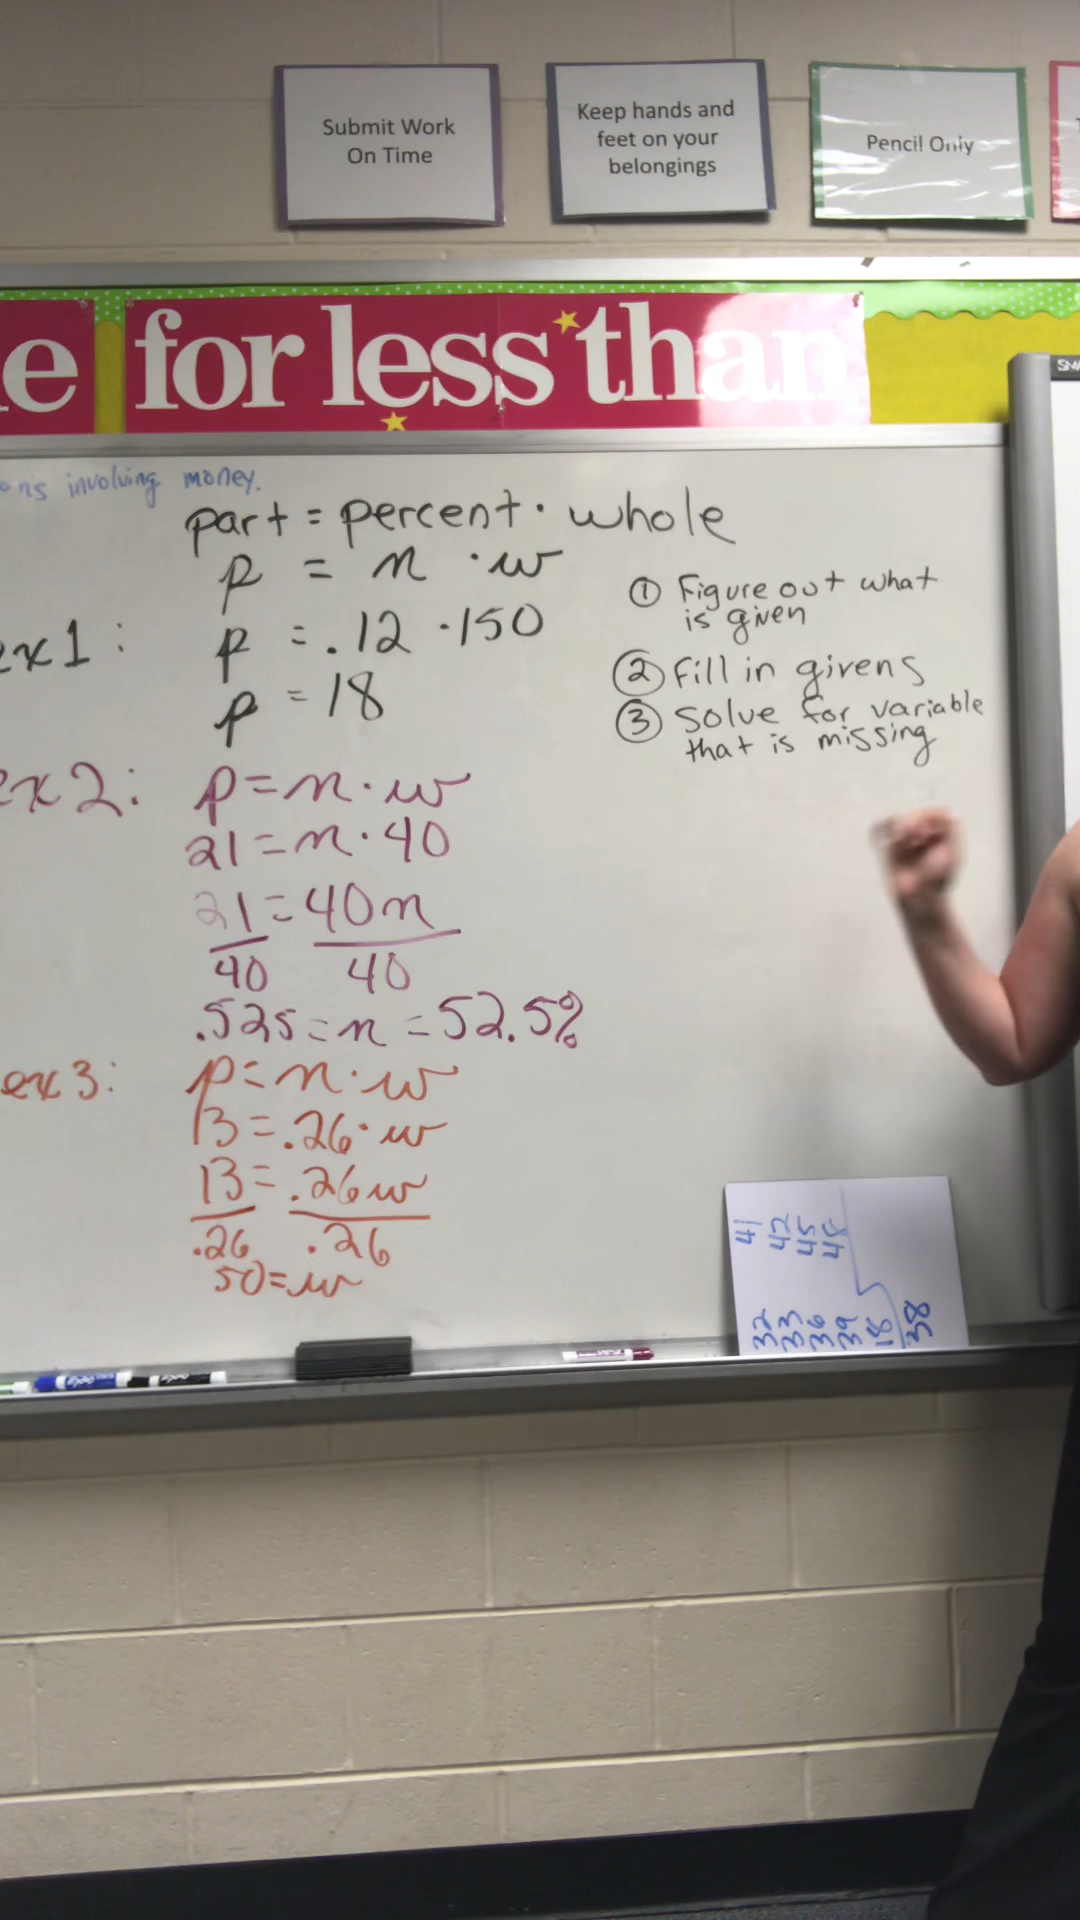 Submit Work
On Time
Keep hands and
feet on your
belongings
Pencil Only
for less than
involving money.
part = percent · whole
p = n · w
ex1: p = .12 · 150
p = 18
① Figure out what
is given
② Fill in givens
③ Solve for variable
that is missing
ex2: p = n · w
21 = n · 40
21 = 40n
40 40
.525 = n = 52.5%
ex3: p = n · w
13 = .26 · w
13 = .26w
.26 .26
50 = w
41
42
45
32
33
36
39
18
38